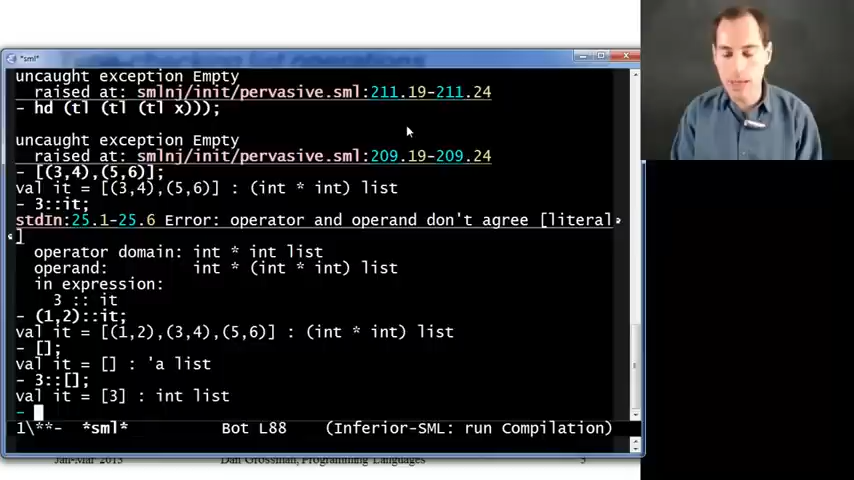 *sml*
uncaught exception Empty
  raised at: smlnj/init/pervasive.sml:211.19-211.24
- hd (tl (tl (tl x)));
uncaught exception Empty
  raised at: smlnj/init/pervasive.sml:209.19-209.24
- [(3,4),(5,6)];
val it = [(3,4),(5,6)] : (int * int) list
- 3::it;
stdIn:25.1-25.6 Error: operator and operand don't agree [literal
]
  operator domain: int * int list
  operand:         int * (int * int) list
  in expression:
    3 :: it
- (1,2)::it;
val it = [(1,2),(3,4),(5,6)] : (int * int) list
- [];
val it = [] : 'a list
- 3::[];
val it = [3] : int list
-
1\**-  *sml*          Bot L88    (Inferior-SML: run Compilation)
Jan-Mar 2013 Dan Grossman, Programming Languages